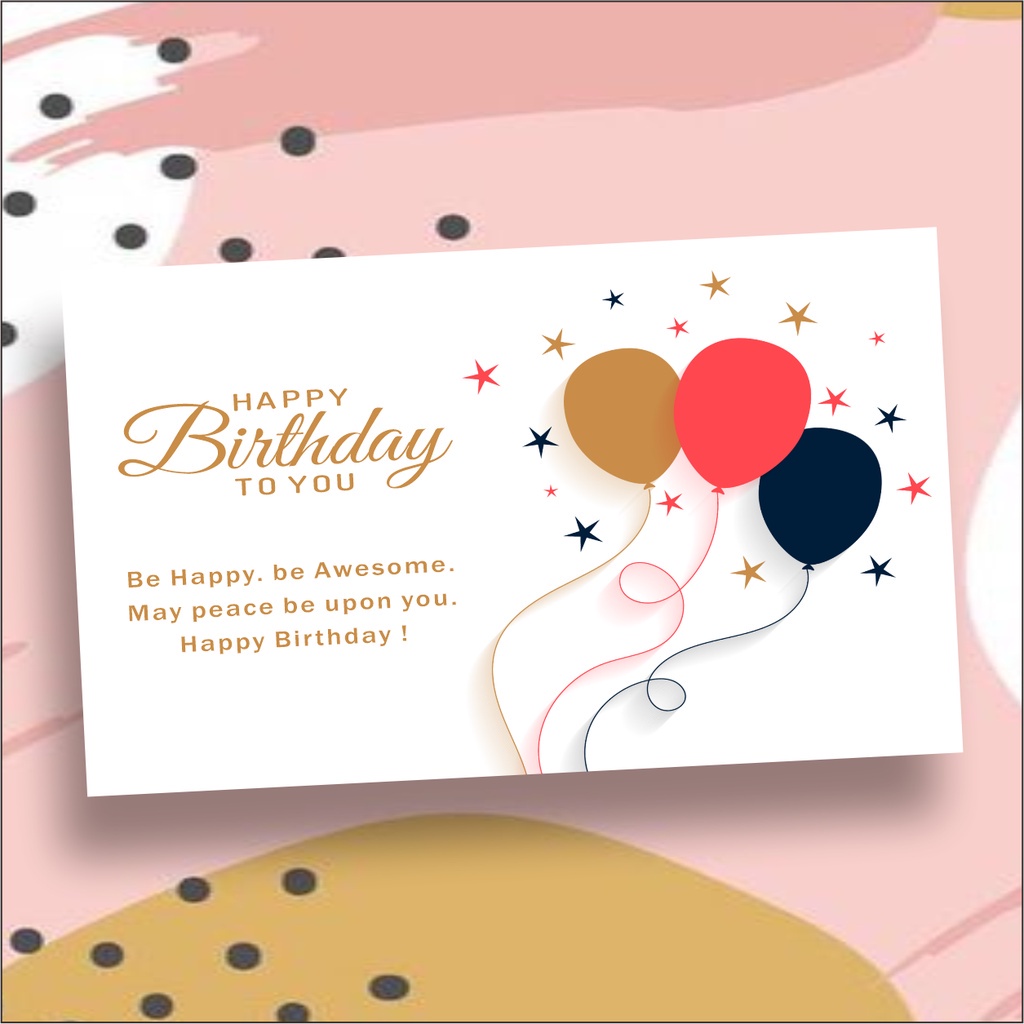 HAPPY
Birthday
TO YOU
Be Happy. be Awesome.
May peace be upon you.
Happy Birthday !